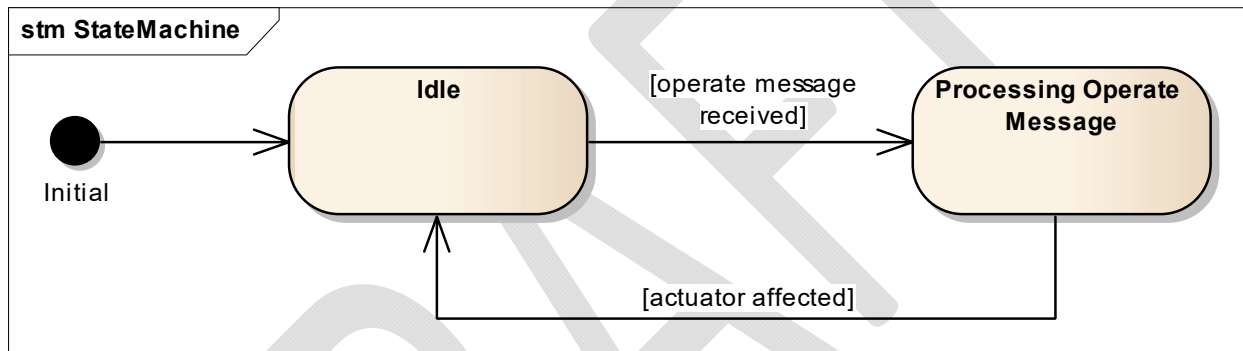 stm StateMachine
Idle
[operate message
received]
Processing Operate
Message
Initial
[actuator affected]